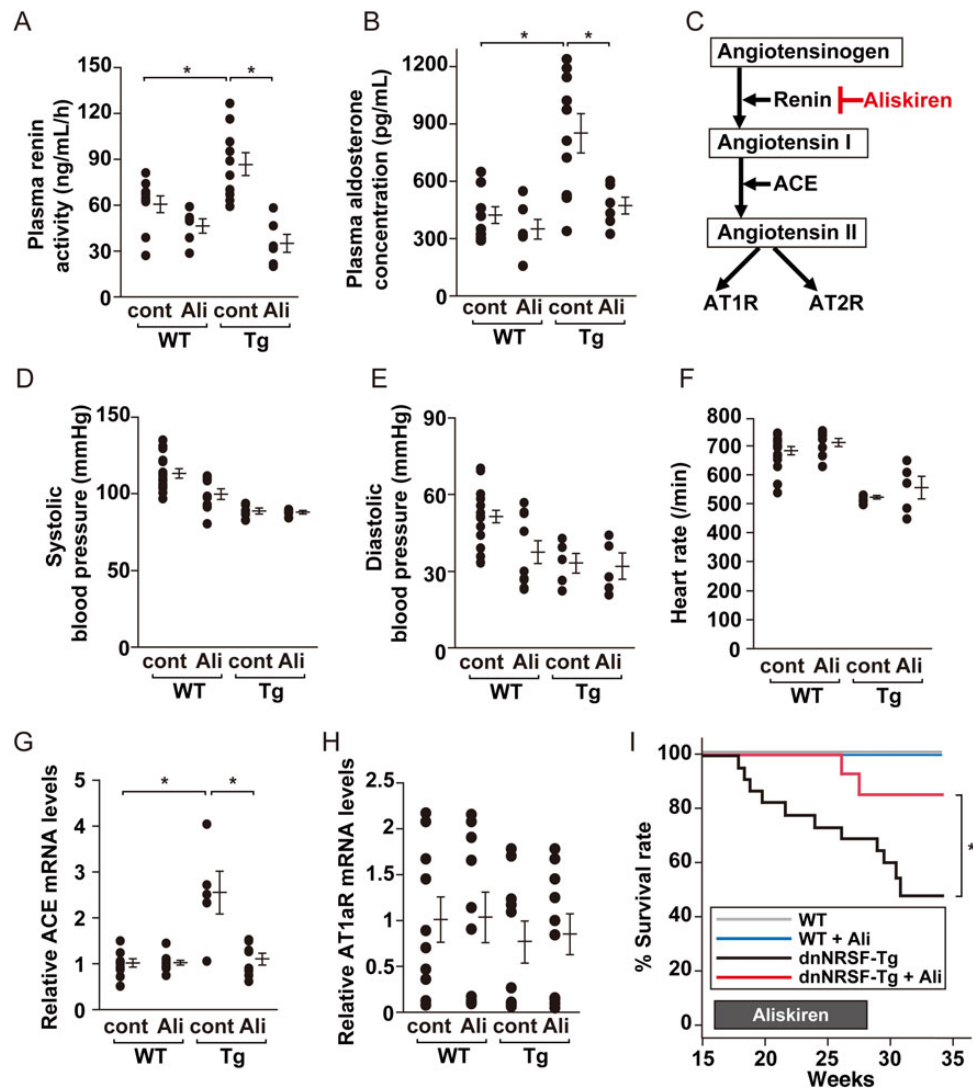 A
Plasma renin
activity (ng/mL/h)
150
120
90
60
30
0
*
*
cont Ali
cont Ali
WT
Tg
B
Plasma aldosterone
concentration (pg/mL)
1200
900
600
300
0
*
*
cont Ali
cont Ali
WT
Tg
C
Angiotensinogen
Renin
Aliskiren
Angiotensin I
ACE
Angiotensin II
AT1R
AT2R
D
Systolic
blood pressure (mmHg)
150
100
50
0
cont Ali
cont Ali
WT
Tg
E
Diastolic
blood pressure (mmHg)
90
60
30
0
cont Ali
cont Ali
WT
Tg
F
Heart rate (/min)
800
700
600
500
400
300
200
100
0
cont Ali
cont Ali
WT
Tg
G
Relative ACE mRNA levels
5
4
3
2
1
0
*
*
cont Ali
cont Ali
WT
Tg
H
Relative AT1aR mRNA levels
2.5
2
1.5
1
0.5
0
cont Ali
cont Ali
WT
Tg
I
% Survival rate
100
80
60
40
20
0
*
WT
WT + Ali
dnNRSF-Tg
dnNRSF-Tg + Ali
Aliskiren
15 20 25 30 35
Weeks